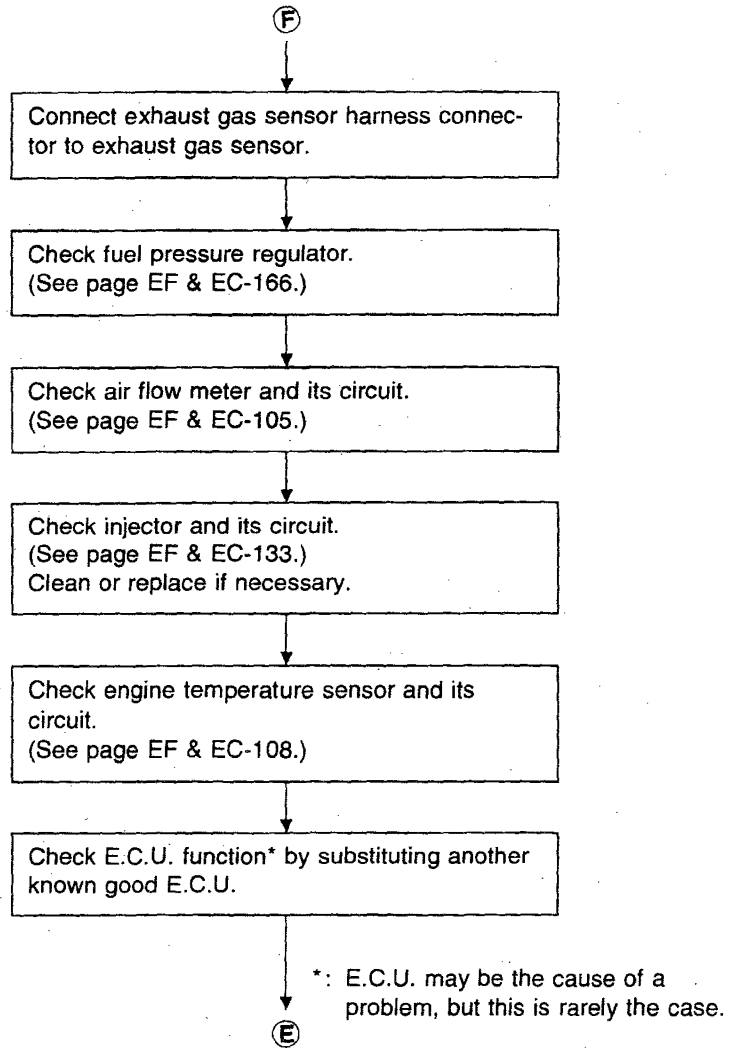 F
Connect exhaust gas sensor harness connec-
tor to exhaust gas sensor.
Check fuel pressure regulator.
(See page EF & EC-166.)
Check air flow meter and its circuit.
(See page EF & EC-105.)
Check injector and its circuit.
(See page EF & EC-133.)
Clean or replace if necessary.
Check engine temperature sensor and its
circuit.
(See page EF & EC-108.)
Check E.C.U. function* by substituting another
known good E.C.U.
*: E.C.U. may be the cause of a
problem, but this is rarely the case.
E